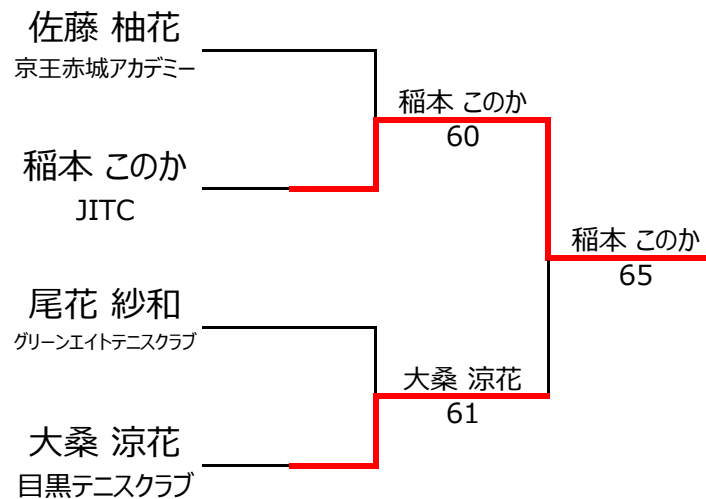 佐藤 柚花
京王赤城アカデミー
稲本 このか
60
稲本 このか
JITC
稲本 このか
65
尾花 紗和
グリーンエイトテニスクラブ
大桑 涼花
61
大桑 涼花
目黒テニスクラブ